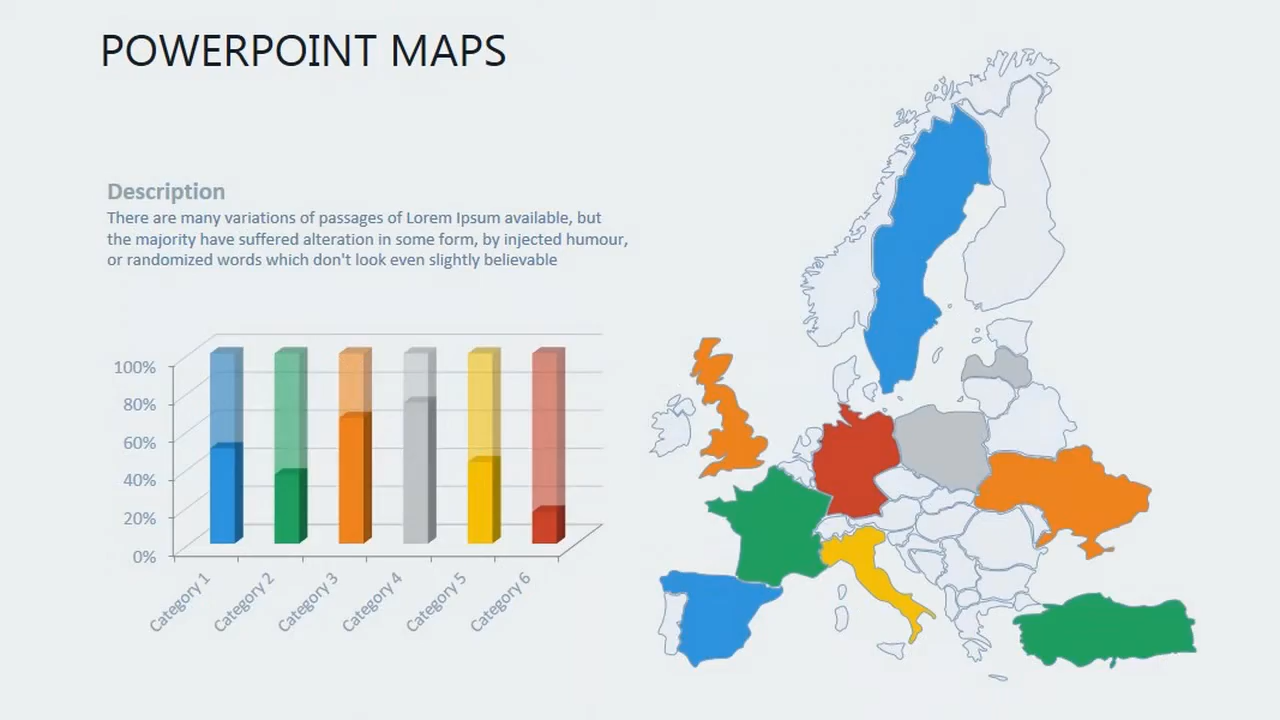 POWERPOINT MAPS
Description
There are many variations of passages of Lorem Ipsum available, but
the majority have suffered alteration in some form, by injected humour,
or randomized words which don't look even slightly believable
100%
80%
60%
40%
20%
0%
Category 1
Category 2
Category 3
Category 4
Category 5
Category 6